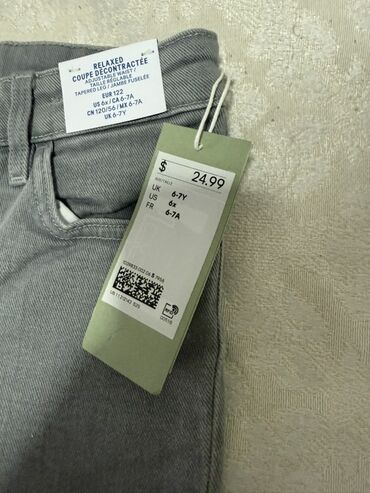 RELAXED
COUPE DÉCONTRACTÉE
ADJUSTABLE WAIST /
TAILLE RÉGLABLE
TAPERED LEG / JAMBE FUSELÉE
EUR 122
US 6x / CA 6-7A
CN 120/56 / MX 6-7A
UK 6-7Y
$ 24.99
UK 6-7Y
US 6x
FR 6-7A